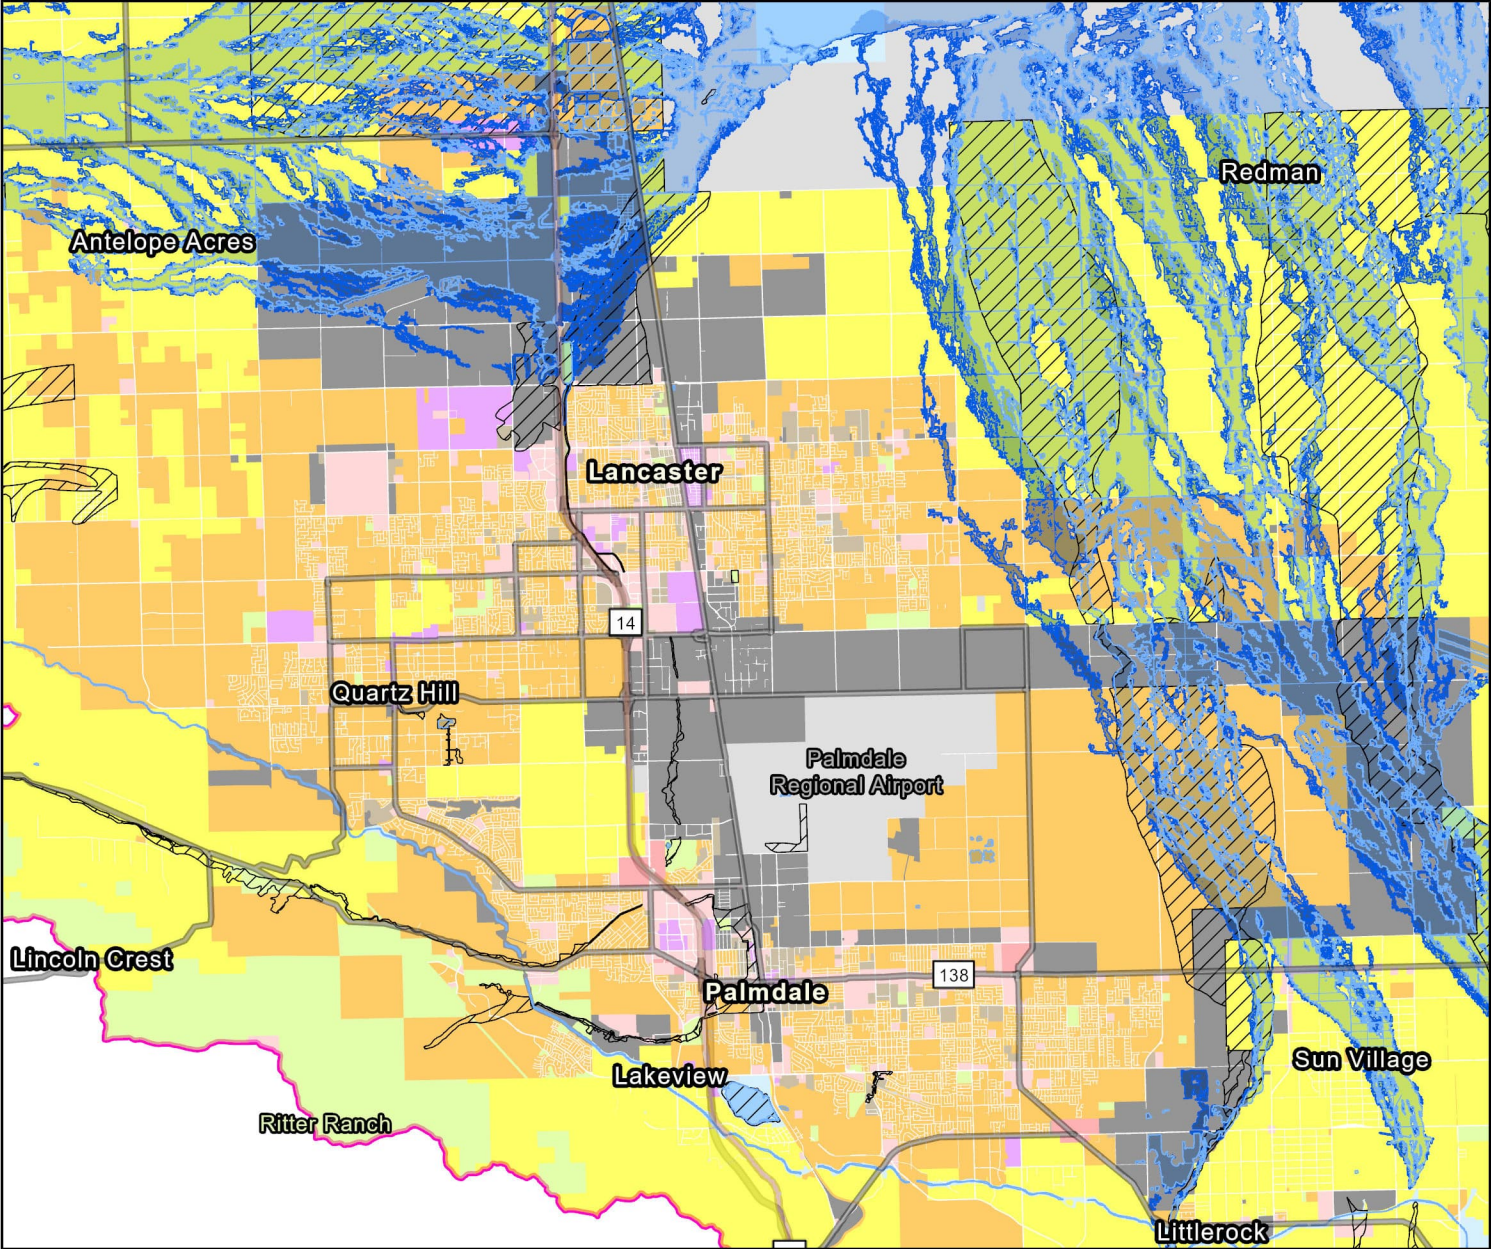 Redman
Antelope Acres
Lancaster
14
Quartz Hill
Palmdale
Regional Airport
Lincoln Crest
138
Palmdale
Sun Village
Lakeview
Ritter Ranch
Littlerock